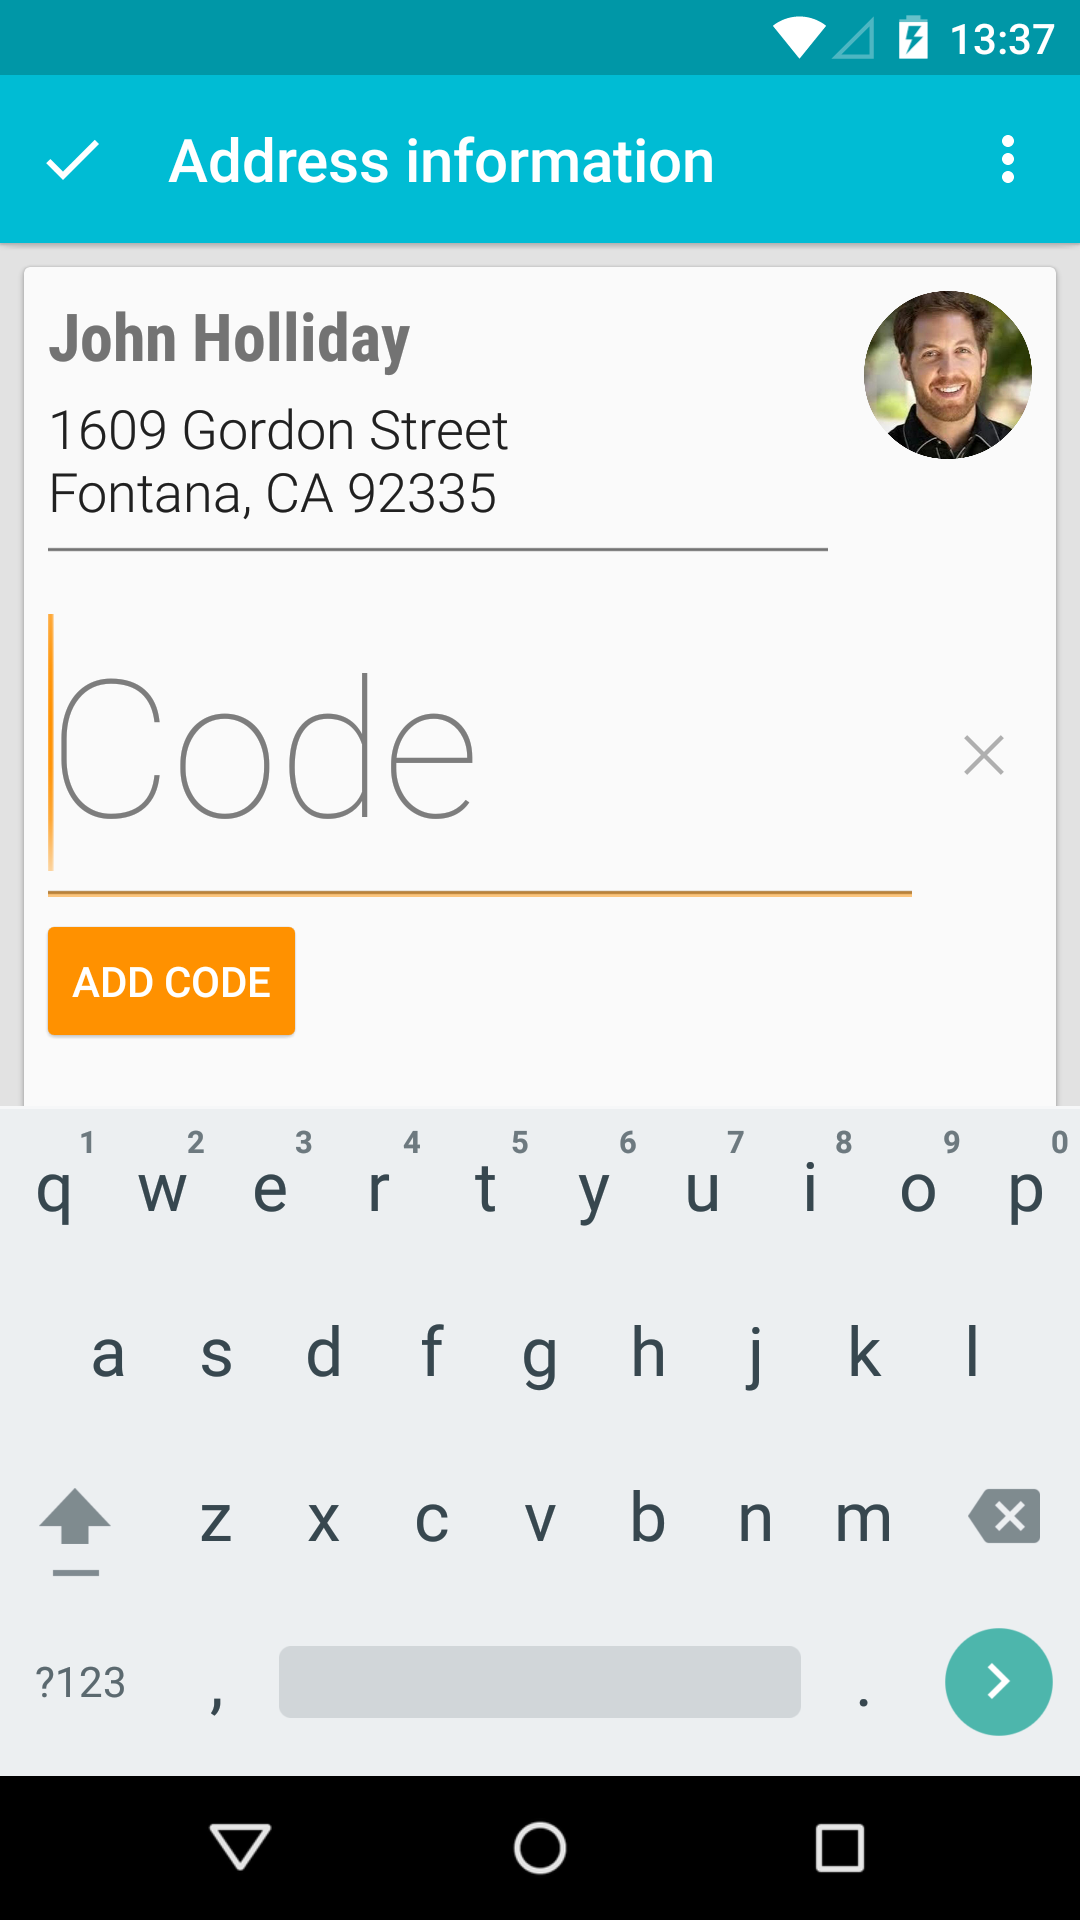 13:37
Address information
John Holliday
1609 Gordon Street
Fontana, CA 92335
Code
ADD CODE
1 2 3 4 5 6 7 8 9 0
q w e r t y u i o p
a s d f g h j k l
z x c v b n m
?123 , .